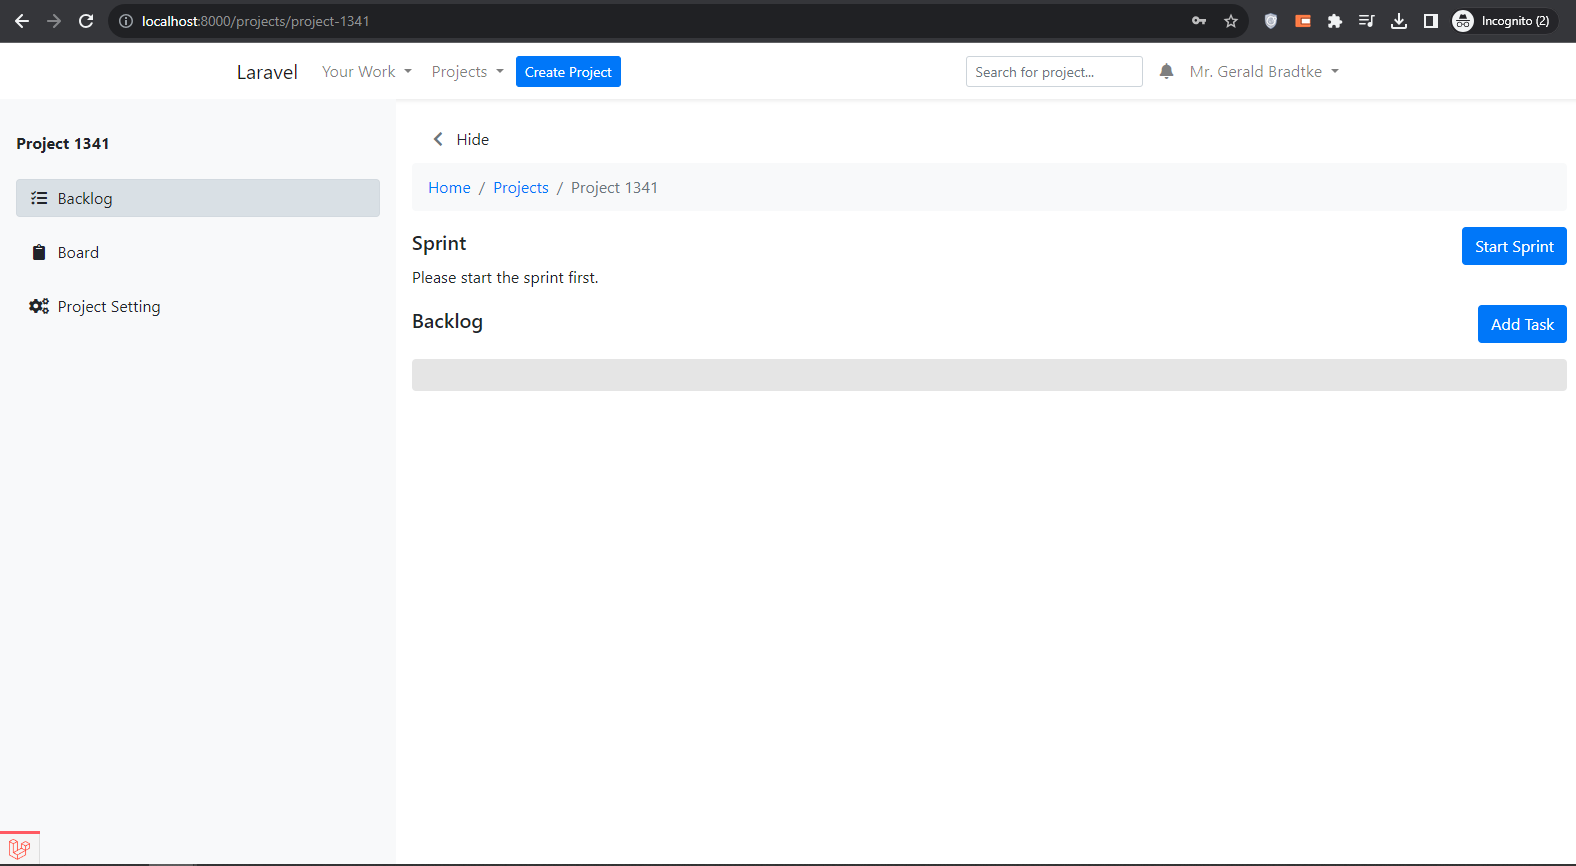 localhost:8000/projects/project-1341
Incognito (2)
Laravel Your Work Projects Create Project Search for project... Mr. Gerald Bradtke
Project 1341
Backlog
Board
Project Setting
Hide
Home / Projects / Project 1341
Sprint
Start Sprint
Please start the sprint first.
Backlog
Add Task